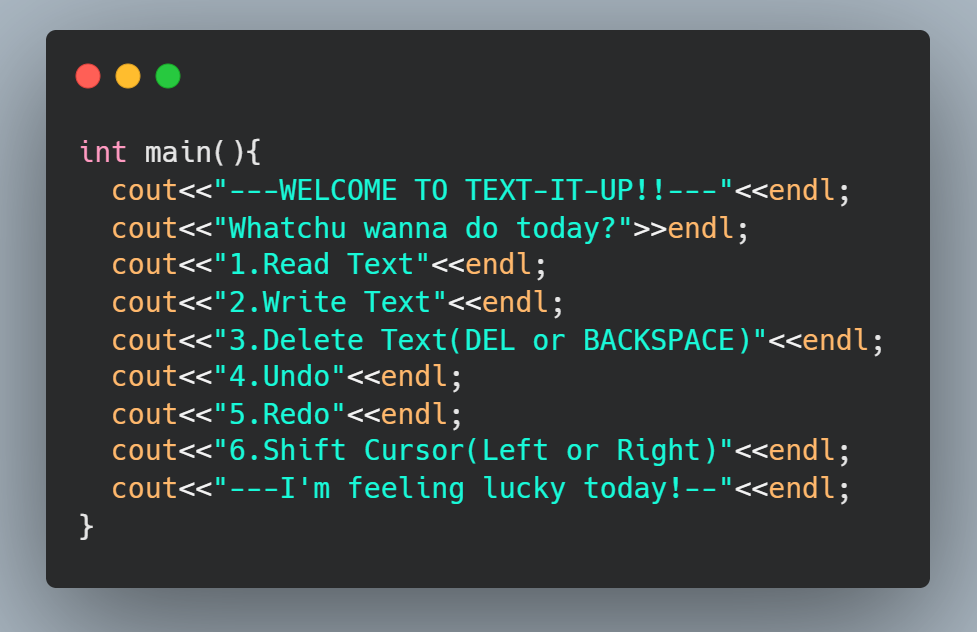 int main(){
  cout<<"---WELCOME TO TEXT-IT-UP!!---"<<endl;
  cout<<"Whatchu wanna do today?">>endl;
  cout<<"1.Read Text"<<endl;
  cout<<"2.Write Text"<<endl;
  cout<<"3.Delete Text(DEL or BACKSPACE)"<<endl;
  cout<<"4.Undo"<<endl;
  cout<<"5.Redo"<<endl;
  cout<<"6.Shift Cursor(Left or Right)"<<endl;
  cout<<"---I'm feeling lucky today!--"<<endl;
}